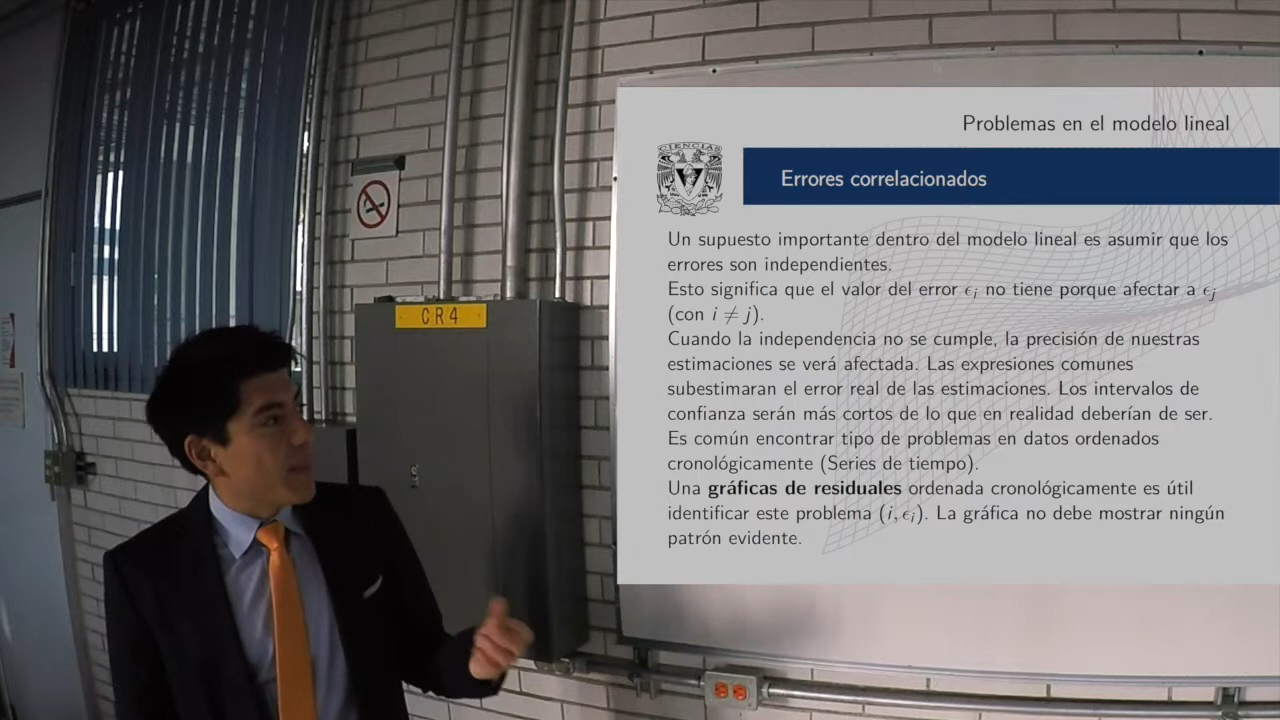 Problemas en el modelo lineal
CIENCIAS
Errores correlacionados
CR4
Un supuesto importante dentro del modelo lineal es asumir que los
errores son independientes.
Esto significa que el valor del error ϵᵢ no tiene porque afectar a ϵⱼ
(con i ≠ j).
Cuando la independencia no se cumple, la precisión de nuestras
estimaciones se verá afectada. Las expresiones comunes
subestimaran el error real de las estimaciones. Los intervalos de
confianza serán más cortos de lo que en realidad deberían de ser.
Es común encontrar tipo de problemas en datos ordenados
cronológicamente (Series de tiempo).
Una gráficas de residuales ordenada cronológicamente es útil
identificar este problema (i, ϵᵢ). La gráfica no debe mostrar ningún
patrón evidente.